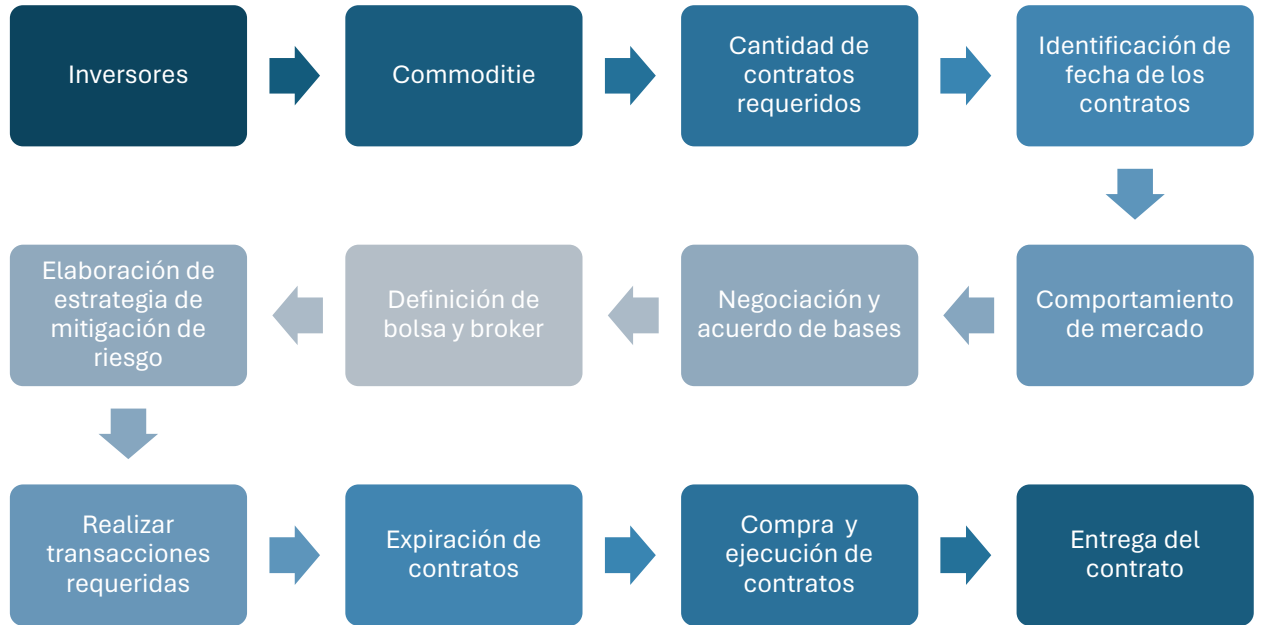 Inversores
Commoditie
Cantidad de
contratos
requeridos
Identificación de
fecha de los
contratos
Comportamiento
de mercado
Negociación y
acuerdo de bases
Definición de
bolsa y broker
Elaboración de
estrategia de
mitigación de
riesgo
Realizar
transacciones
requeridas
Expiración de
contratos
Compra y
ejecución de
contratos
Entrega del
contrato